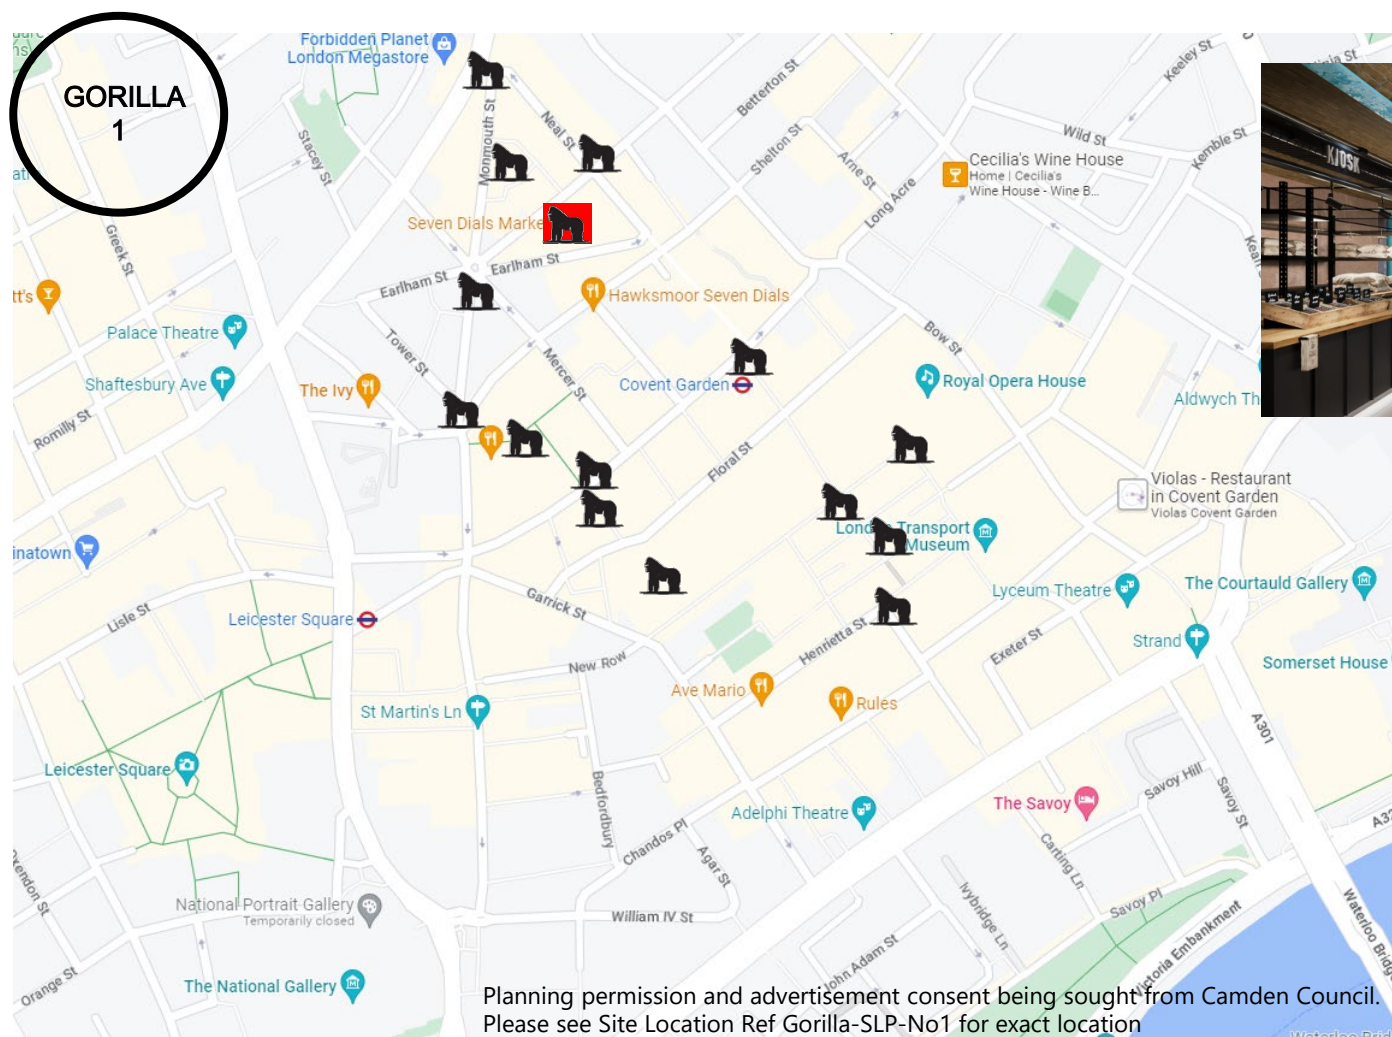 GORILLA
1
Forbidden Planet
London Megastore
Keeley St
Betterton St
Monmouth St
Neal St
Stacey St
Shelton St
Arne St
Wild St
Kemble St
Cecilia's Wine House
Home | Cecilia's
Wine House - Wine B...
KIOSK
Long Acre
Greek St
Seven Dials Marke
Earlham St
Earlham St
Hawksmoor Seven Dials
tt's
Palace Theatre
Tower St
Mercer St
Bow St
Shaftesbury Ave
The Ivy
Covent Garden
Royal Opera House
Aldwych Th
Romilly St
Floral St
Violas - Restaurant
in Covent Garden
Violas Covent Garden
Transport
Museum
inatown
Lisle St
Leicester Square
Garrick St
Lyceum Theatre
The Courtauld Gallery
Henrietta St
Exeter St
Strand
Somerset House
New Row
Ave Mario
Rules
St Martin's Ln
A301
Leicester Square
Bedfordbury
Savoy Hill
Savoy St
The Savoy
Adelphi Theatre
Chandos Pl
Agar St
Carting Ln
Ivybridge Ln
Savoy Pl
Oxendon St
National Portrait Gallery
Temporarily closed
William IV St
John Adam St
Victoria Embankment
Waterloo Bridge
Orange St
The National Gallery
Planning permission and advertisement consent being sought from Camden Council.
Please see Site Location Ref Gorilla-SLP-No1 for exact location